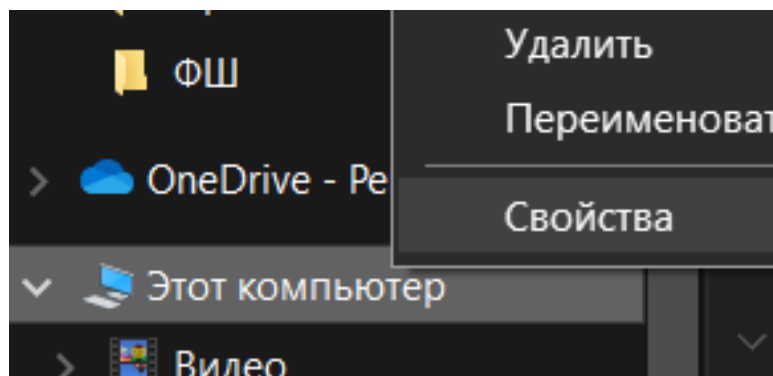 ФШ
OneDrive - Pe
Этот компьютер
Видео
Удалить
Переименоват
Свойства